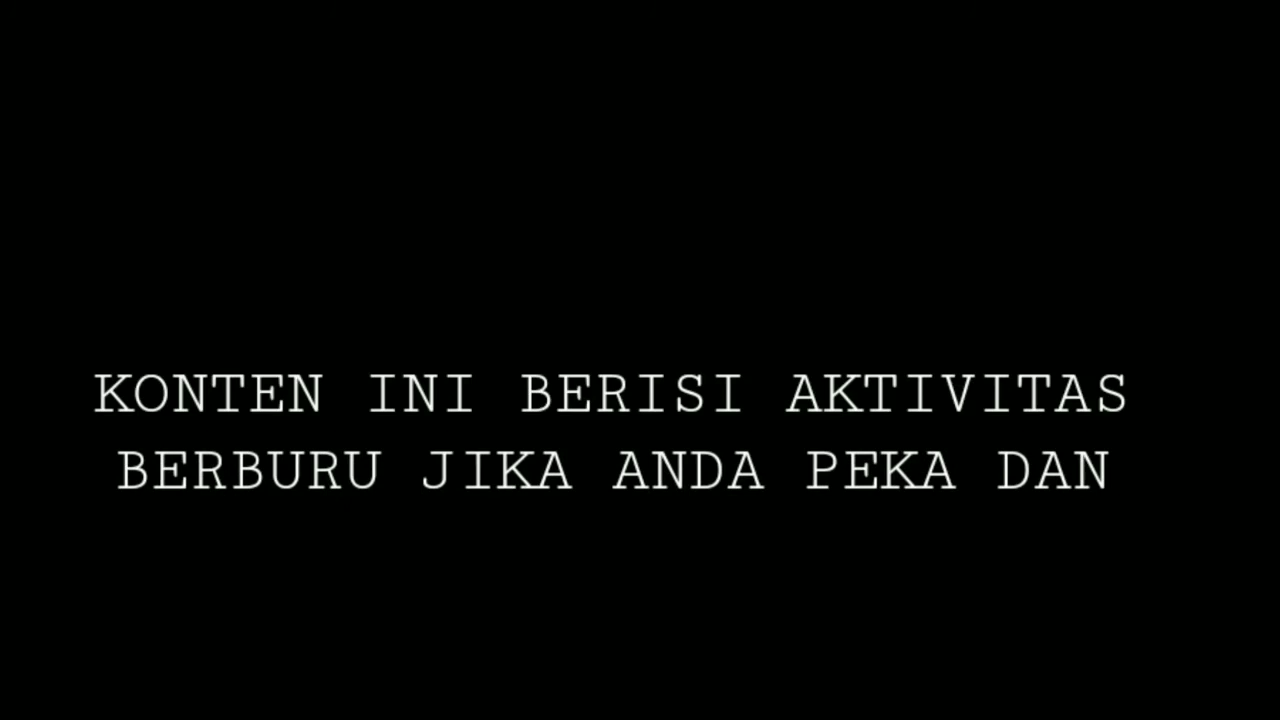 KONTEN INI BERISI AKTIVITAS
BERBURU JIKA ANDA PEKA DAN